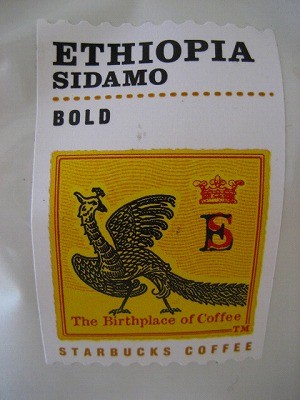 ETHIOPIA
SIDAMO
BOLD
ES
The Birthplace of Coffee
TM
STARBUCKS COFFEE